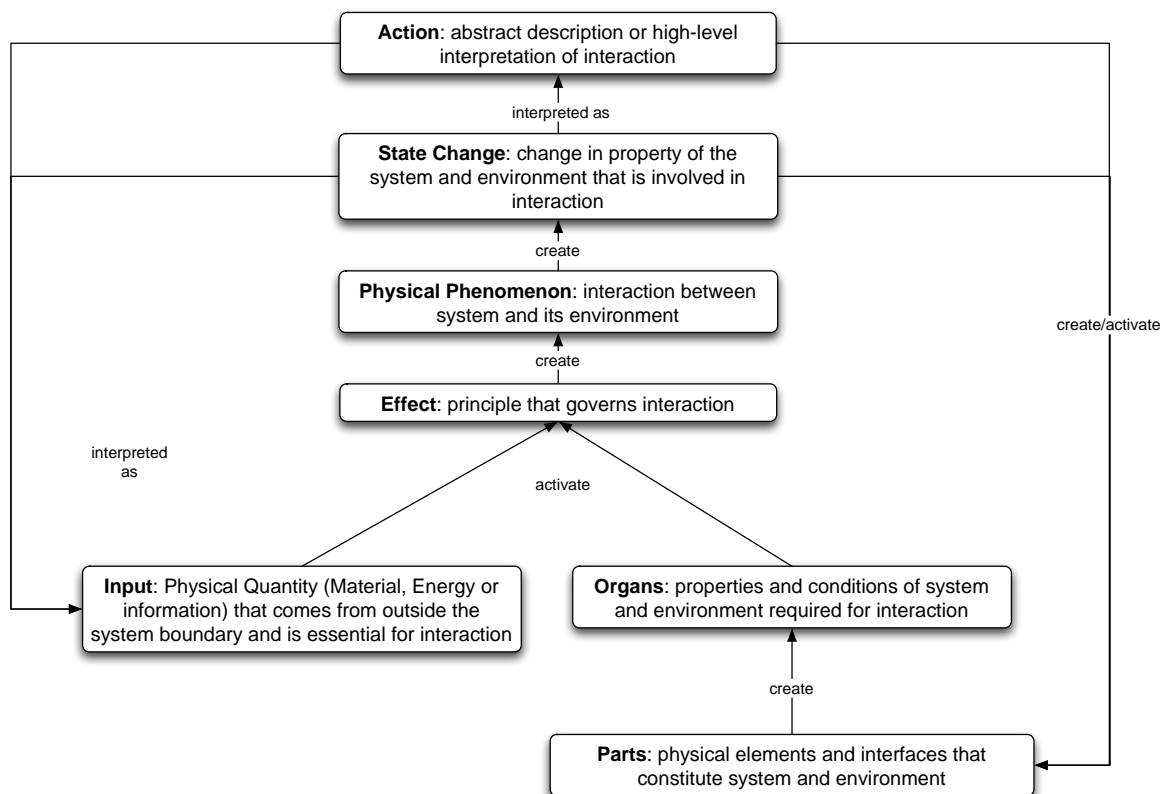 Action: abstract description or high-level
interpretation of interaction
interpreted as
State Change: change in property of the
system and environment that is involved in
interaction
create
Physical Phenomenon: interaction between
system and its environment
create/activate
create
Effect: principle that governs interaction
interpreted
as
activate
Input: Physical Quantity (Material, Energy or
information) that comes from outside the
system boundary and is essential for interaction
Organs: properties and conditions of system
and environment required for interaction
create
Parts: physical elements and interfaces that
constitute system and environment